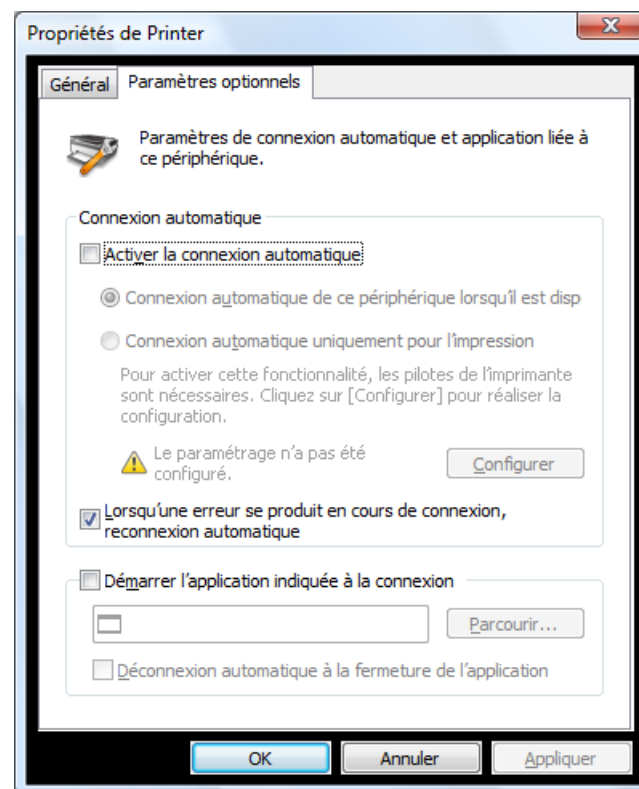 Propriétés de Printer
Général
Paramètres optionnels
Paramètres de connexion automatique et application liée à
ce périphérique.
Connexion automatique
Activer la connexion automatique
Connexion automatique de ce périphérique lorsqu'il est disp
Connexion automatique uniquement pour l'impression
Pour activer cette fonctionnalité, les pilotes de l'imprimante
sont nécessaires. Cliquez sur [Configurer] pour réaliser la
configuration.
Le paramétrage n'a pas été
configuré.
Configurer
Lorsqu'une erreur se produit en cours de connexion,
reconnexion automatique
Démarrer l'application indiquée à la connexion
Parcourir...
Déconnexion automatique à la fermeture de l'application
OK
Annuler
Appliquer